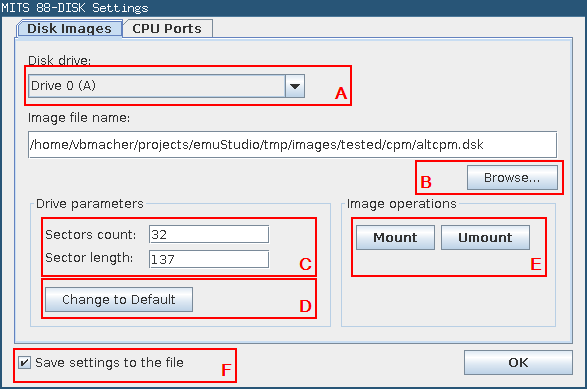 MITS 88-DISK Settings
Disk Images CPU Ports
Disk drive:
Drive 0 (A) A
Image file name:
/home/vbmacher/projects/emuStudio/tmp/images/tested/cpm/altcpm.dsk
B Browse...
Drive parameters Image operations
Sectors count: 32 Mount Umount
Sector length: 137 C E
Change to Default D
Save settings to the file F OK